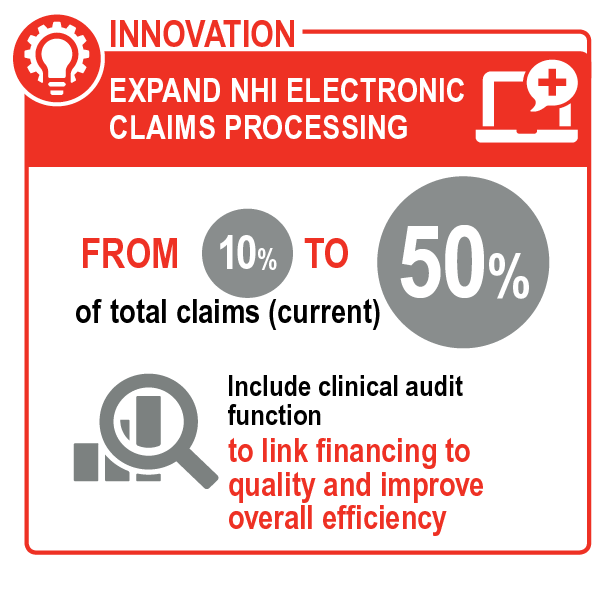 INNOVATION
EXPAND NHI ELECTRONIC
CLAIMS PROCESSING
FROM 10% TO 50%
of total claims (current)
Include clinical audit
function
to link financing to
quality and improve
overall efficiency